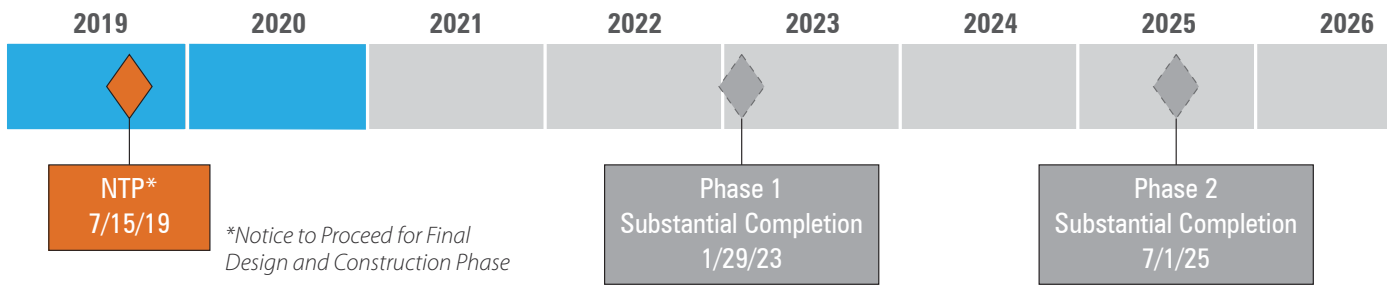 2019 2020 2021 2022 2023 2024 2025 2026
NTP*
7/15/19
*Notice to Proceed for Final
Design and Construction Phase
Phase 1
Substantial Completion
1/29/23
Phase 2
Substantial Completion
7/1/25